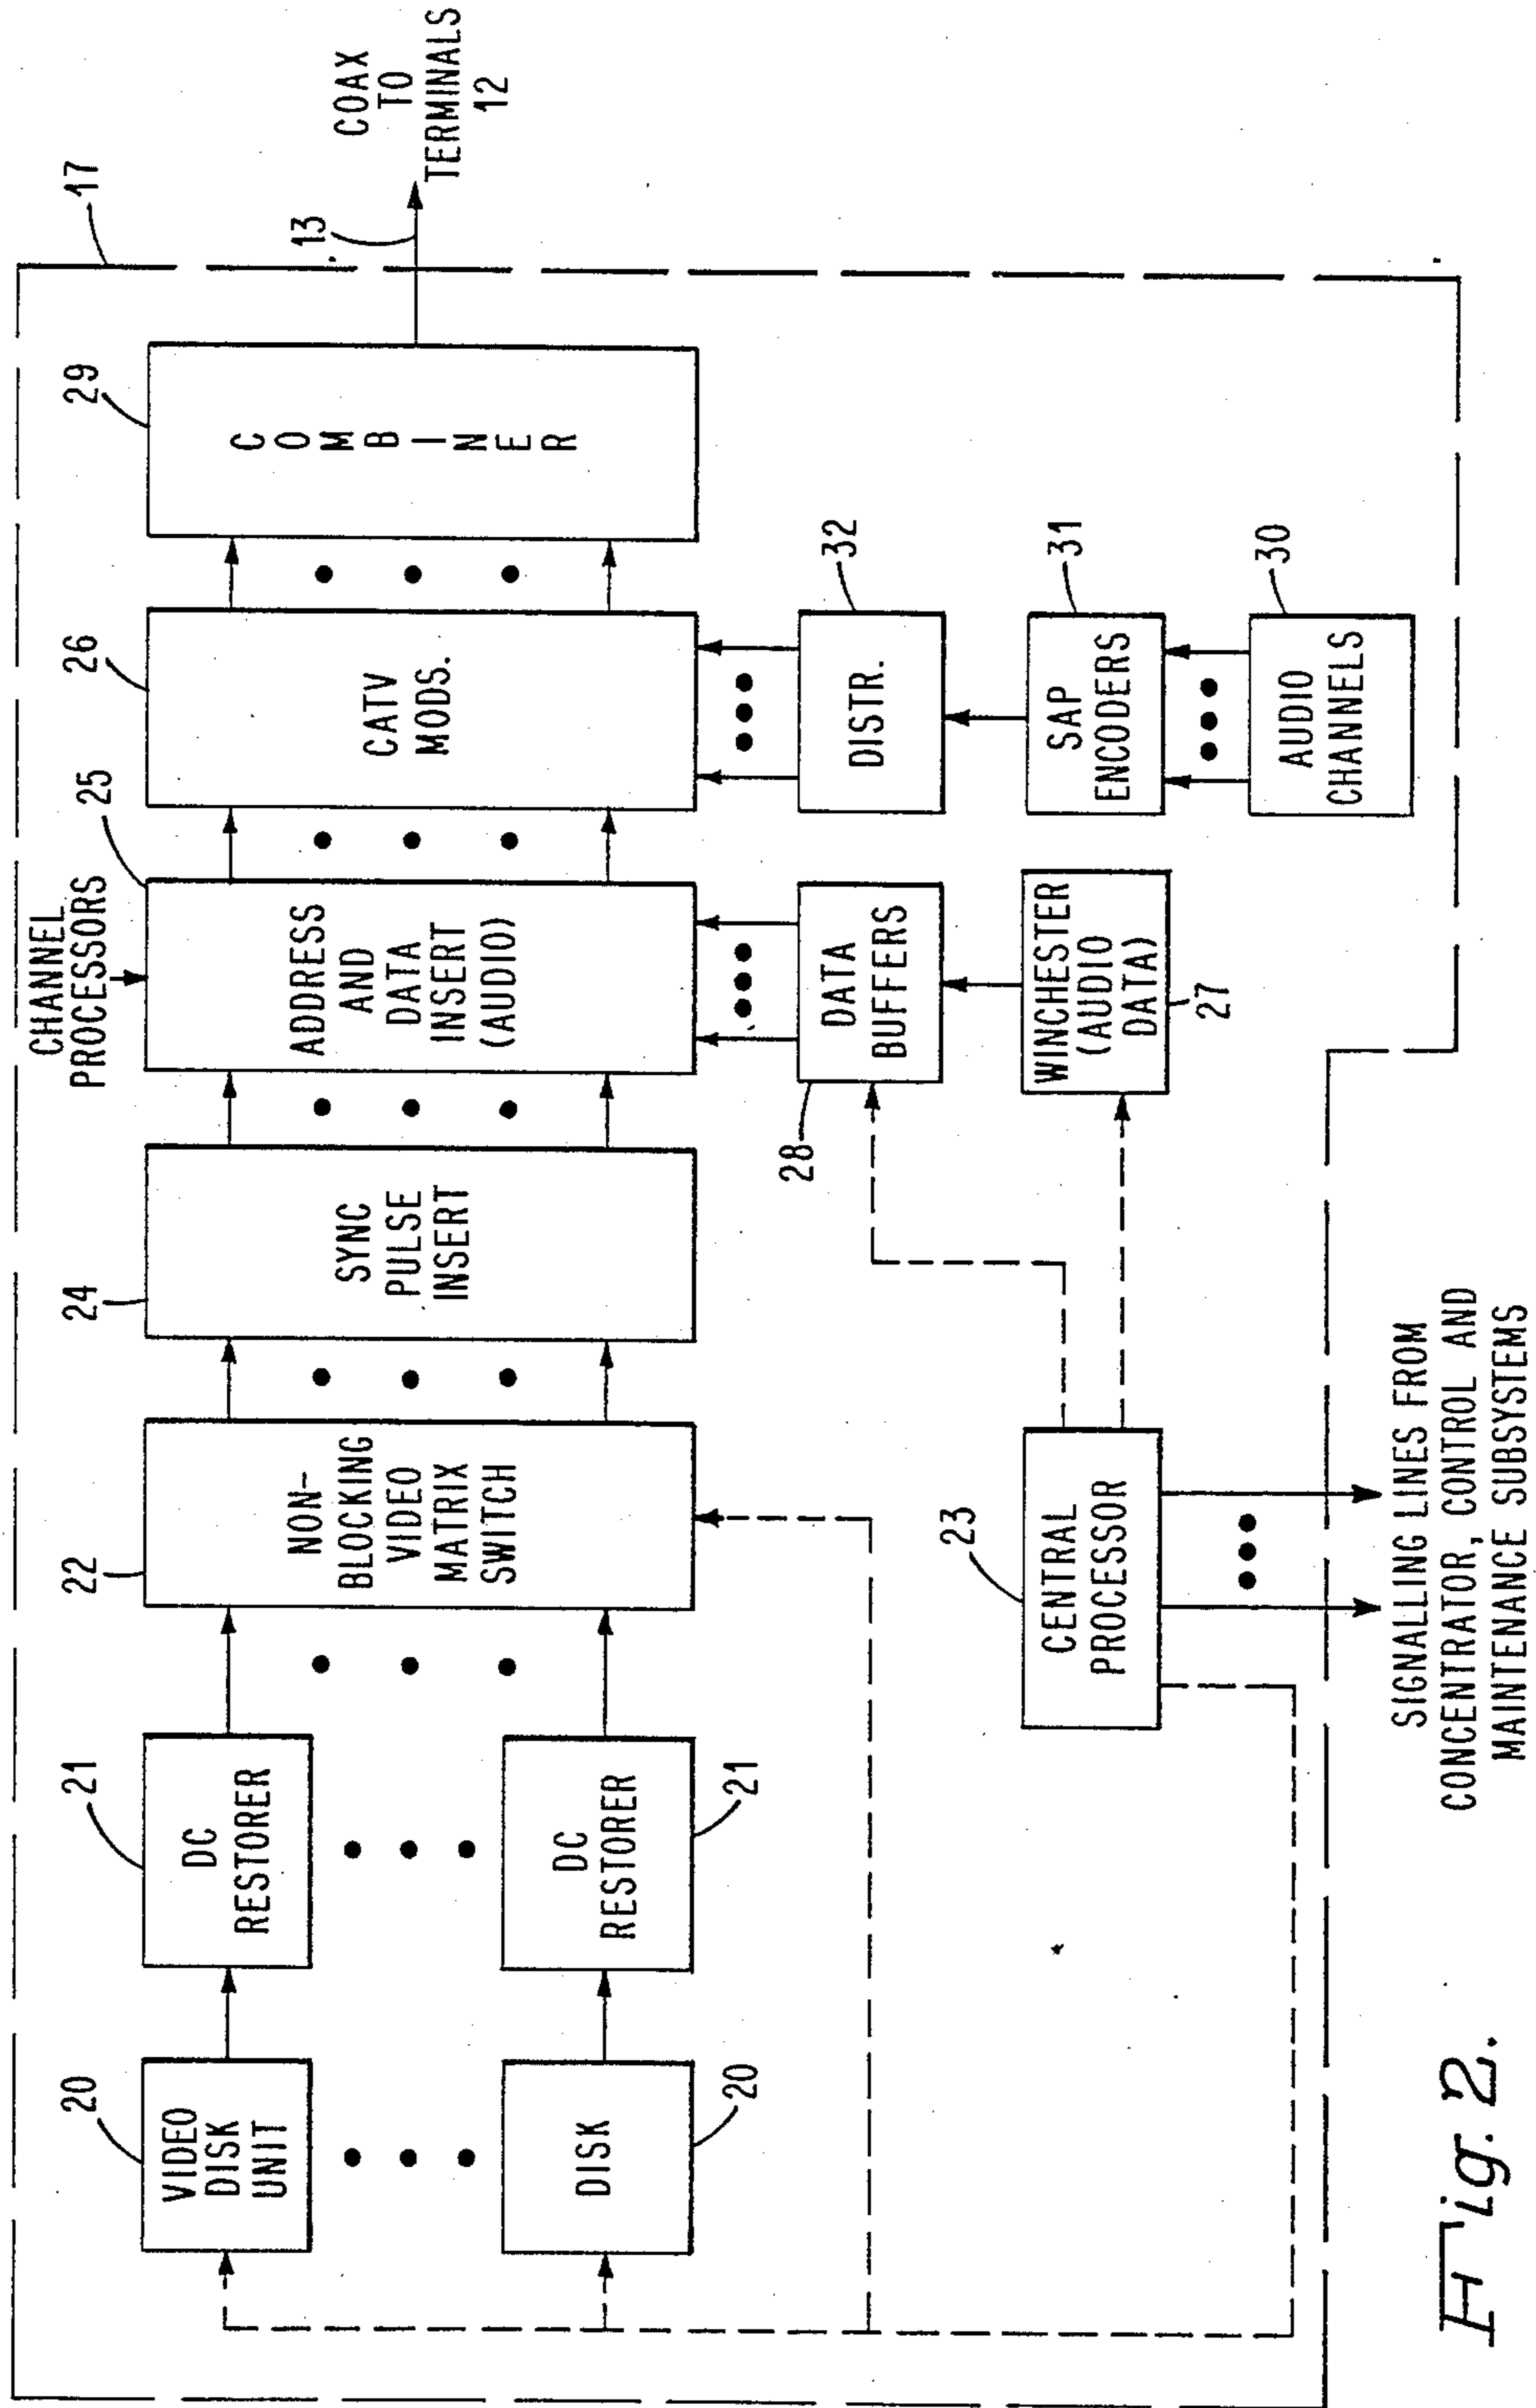 17
COAX
TO
TERMINALS
12
13
20
VIDEO
DISK
UNIT
21
DC
RESTORER
22
NON-
BLOCKING
VIDEO
MATRIX
SWITCH
24
SYNC
PULSE
INSERT
CHANNEL
PROCESSORS
25
ADDRESS
AND
DATA
INSERT
(AUDIO)
26
CATV
MODS.
29
COMBINER
DISK
20
DC
RESTORER
21
28
DATA
BUFFERS
DISTR.
32
23
CENTRAL
PROCESSOR
WINCHESTER
(AUDIO
DATA)
27
SAP
ENCODERS
31
AUDIO
CHANNELS
30
SIGNALLING LINES FROM
CONCENTRATOR, CONTROL AND
MAINTENANCE SUBSYSTEMS
Fig. 2.